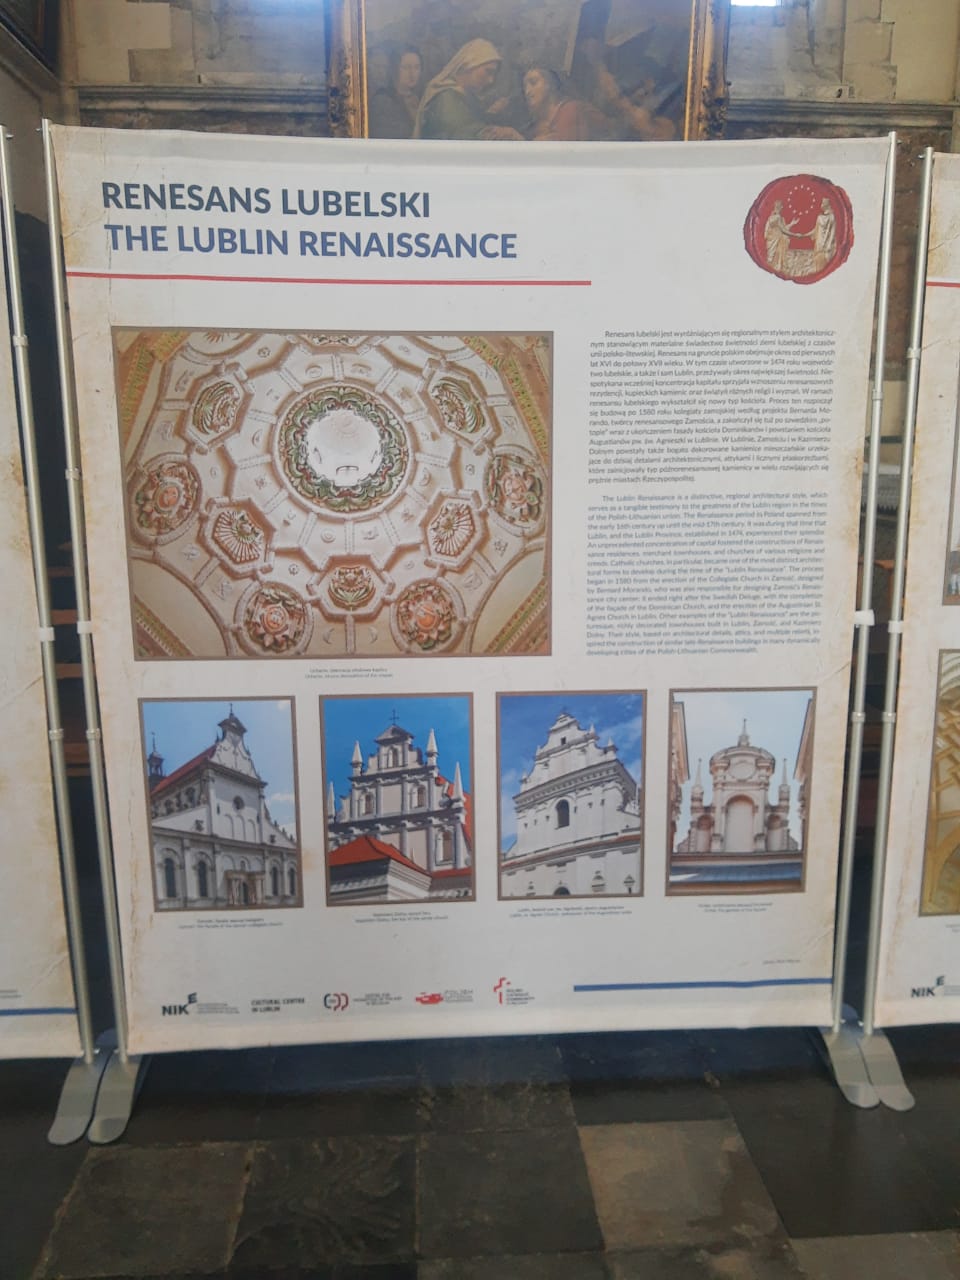 RENESANS LUBELSKI
THE LUBLIN RENAISSANCE
Renesans lubelski jest wyróżniającym się regionalnym stylem architektonicz-
nym stanowiącym materialne świadectwo świetności ziemi lubelskiej z czasów
unii polsko-litewskiej. Renesans na gruncie polskim obejmuje okres od pierwszych
lat XVI do połowy XVII wieku. W tym czasie utworzone w 1474 roku wojewódz-
two lubelskie, a także i sam Lublin, przeżywały okres największej świetności. Nie-
spotykana wcześniej koncentracja kapitału sprzyjała wznoszeniu renesansowych
rezydencji, kupieckich kamienic oraz świątyń różnych religii i wyznań. W ramach
renesansu lubelskiego wykształcił się nowy typ kościoła. Proces ten rozpoczął
się budową po 1580 roku kolegiaty zamojskiej według projektu Bernarda Mo-
rando, twórcy renesansowego Zamościa, a zakończył się tuż po szwedzkim „po-
topie" wraz z ukończeniem fasady kościoła Dominikanów i powstaniem kościoła
Augustianów pw. św. Agnieszki w Lublinie. W Lublinie, Zamościu i w Kazimierzu
Dolnym powstały także bogato dekorowane kamienice mieszczańskie urzeka-
jące do dzisiaj detalami architektonicznymi, attykami i licznymi płaskorzeźbami,
które zainicjowały typ późnorenesansowej kamienicy w wielu rozwijających się
prężnie miastach Rzeczypospolitej.
The Lublin Renaissance is a distinctive, regional architectural style, which
serves as a tangible testimony to the greatness of the Lublin region in the times
of the Polish-Lithuanian union. The Renaissance period in Poland spanned from
the early 16th century up until the mid-17th century. It was during that time that
Lublin, and the Lublin Province, established in 1474, experienced their splendor.
An unprecedented concentration of capital fostered the constructions of Renais-
sance residences, merchant townhouses, and churches of various religions and
creeds. Catholic churches, in particular, became one of the most distinct architec-
tural forms to develop during the time of the "Lublin Renaissance". The process
began in 1580 from the erection of the Collegiate Church in Zamość, designed
by Bernard Morando, who was also responsible for designing Zamość's Renais-
sance city center; it ended right after the Swedish Deluge, with the completion
of the façade of the Dominican Church, and the erection of the Augustinian St.
Agnes Church in Lublin. Other examples of the "Lublin Renaissance" are the pic-
turesque, richly decorated townhouses built in Lublin, Zamość, and Kazimierz
Dolny. Their style, based on architectural details, attics, and multiple reliefs, in-
spired the construction of similar late-Renaissance buildings in many dynamically
developing cities of the Polish-Lithuanian Commonwealth.
NIKE
CULTURAL CENTRE
IN LUBLIN
POLISH
NIK